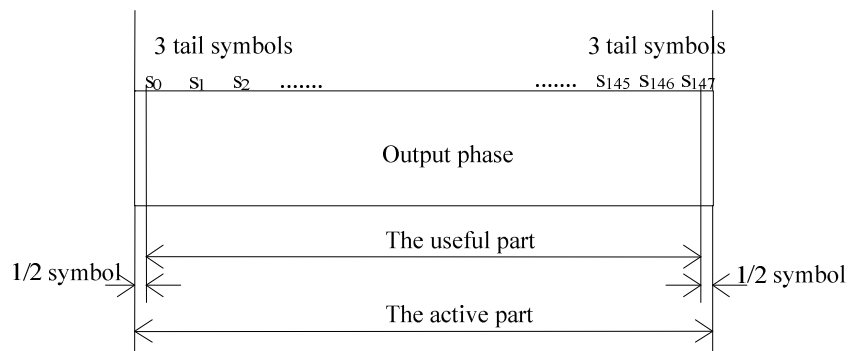 3 tail symbols 3 tail symbols
s0 s1 s2 ....... ....... s145 s146 s147
Output phase
The useful part
1/2 symbol 1/2 symbol
The active part